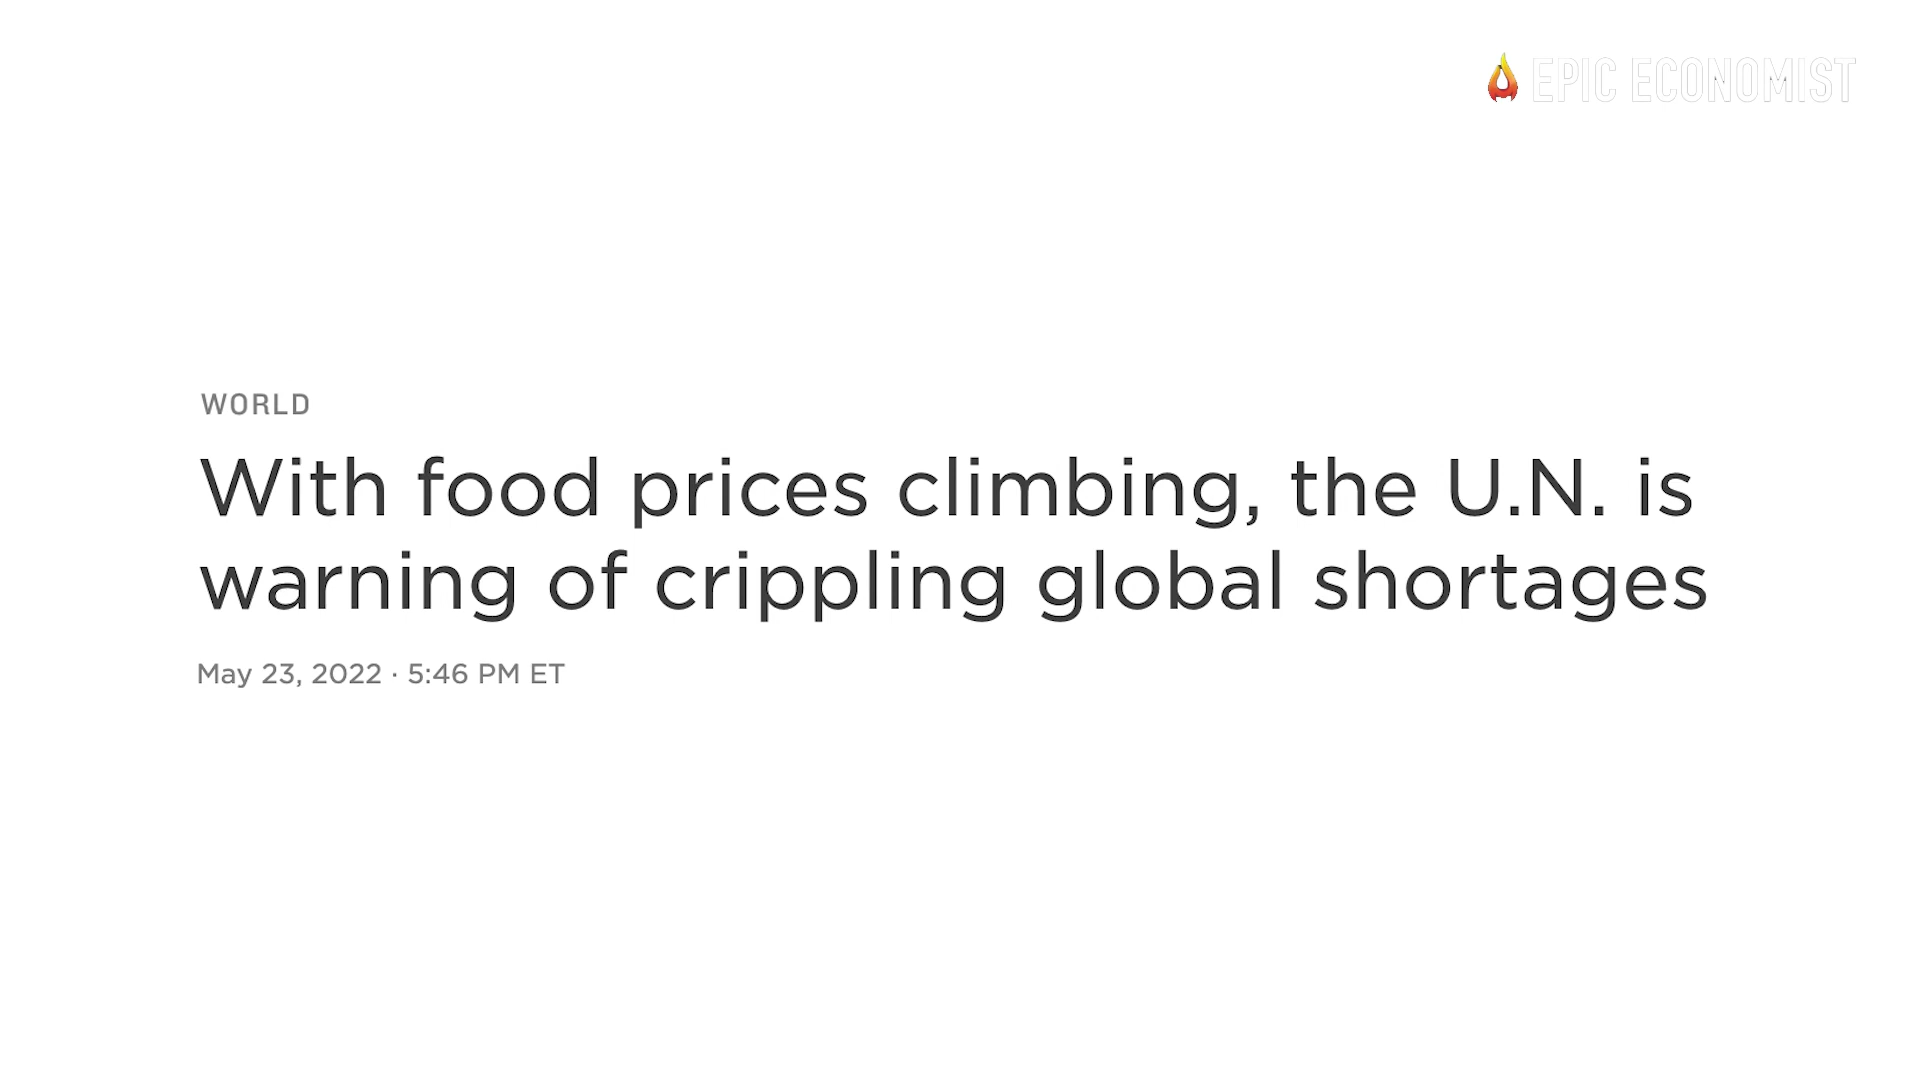 EPIC ECONOMIST
WORLD
With food prices climbing, the U.N. is
warning of crippling global shortages
May 23, 2022 · 5:46 PM ET